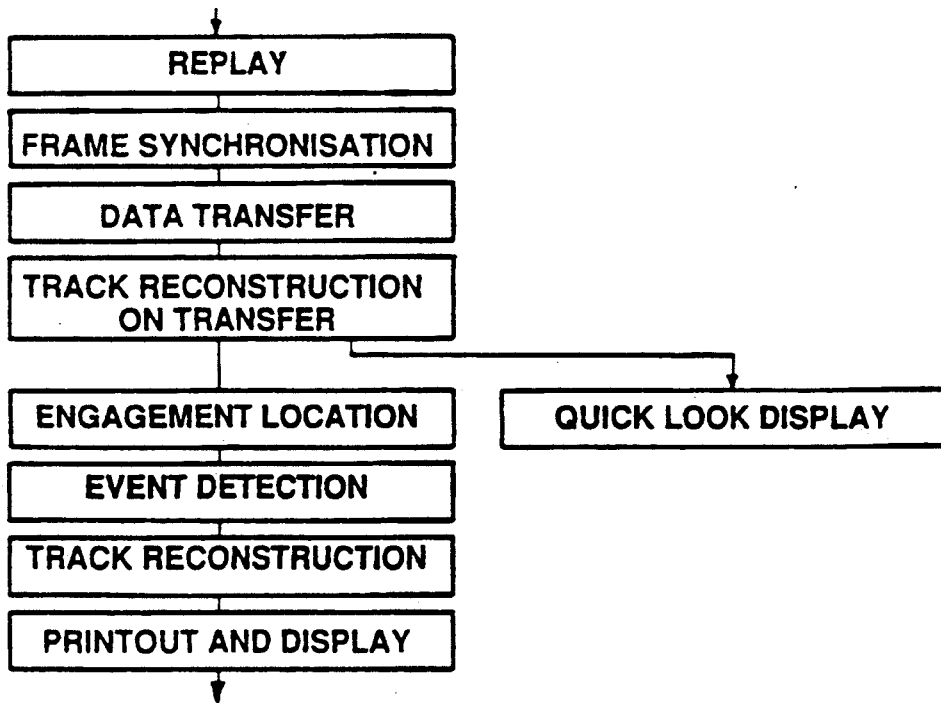 REPLAY
FRAME SYNCHRONISATION
DATA TRANSFER
TRACK RECONSTRUCTION
ON TRANSFER
ENGAGEMENT LOCATION
QUICK LOOK DISPLAY
EVENT DETECTION
TRACK RECONSTRUCTION
PRINTOUT AND DISPLAY